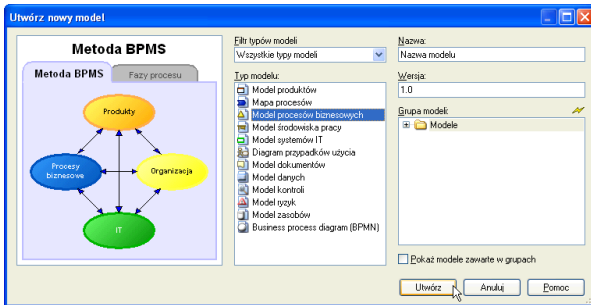 Utwórz nowy model
Metoda BPMS
Metoda BPMS
Fazy procesu
Produkty
Procesy
biznesowe
Organizacja
IT
Filtr typów modeli
Wszystkie typy modeli
Typ modelu:
Model produktów
Mapa procesów
Model procesów biznesowych
Model środowiska pracy
Model systemów IT
Diagram przypadków użycia
Model dokumentów
Model danych
Model kontroli
Model ryzyk
Model zasobów
Business process diagram (BPMN)
Nazwa:
Nazwa modelu
Wersja:
1.0
Grupa modeli:
Modele
Pokaż modele zawarte w grupach
Utwórz
Anuluj
Pomoc